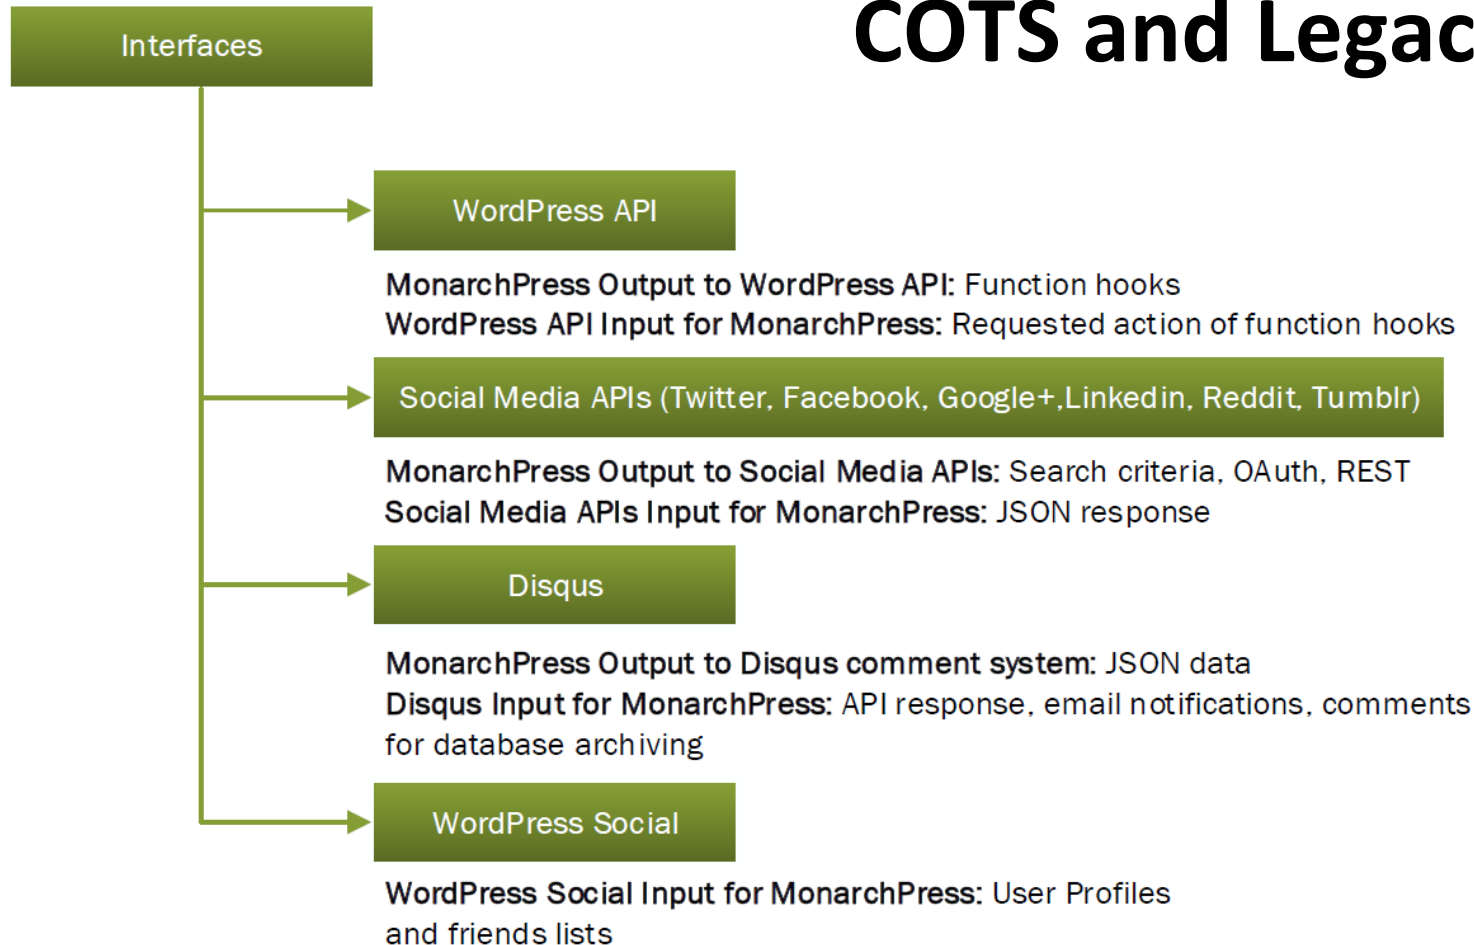 COTS and Legac
Interfaces
WordPress API
MonarchPress Output to WordPress API: Function hooks
WordPress API Input for MonarchPress: Requested action of function hooks
Social Media APIs (Twitter, Facebook, Google+,Linkedin, Reddit, Tumblr)
MonarchPress Output to Social Media APIs: Search criteria, OAuth, REST
Social Media APIs Input for MonarchPress: JSON response
Disqus
MonarchPress Output to Disqus comment system: JSON data
Disqus Input for MonarchPress: API response, email notifications, comments
for database archiving
WordPress Social
WordPress Social Input for MonarchPress: User Profiles
and friends lists